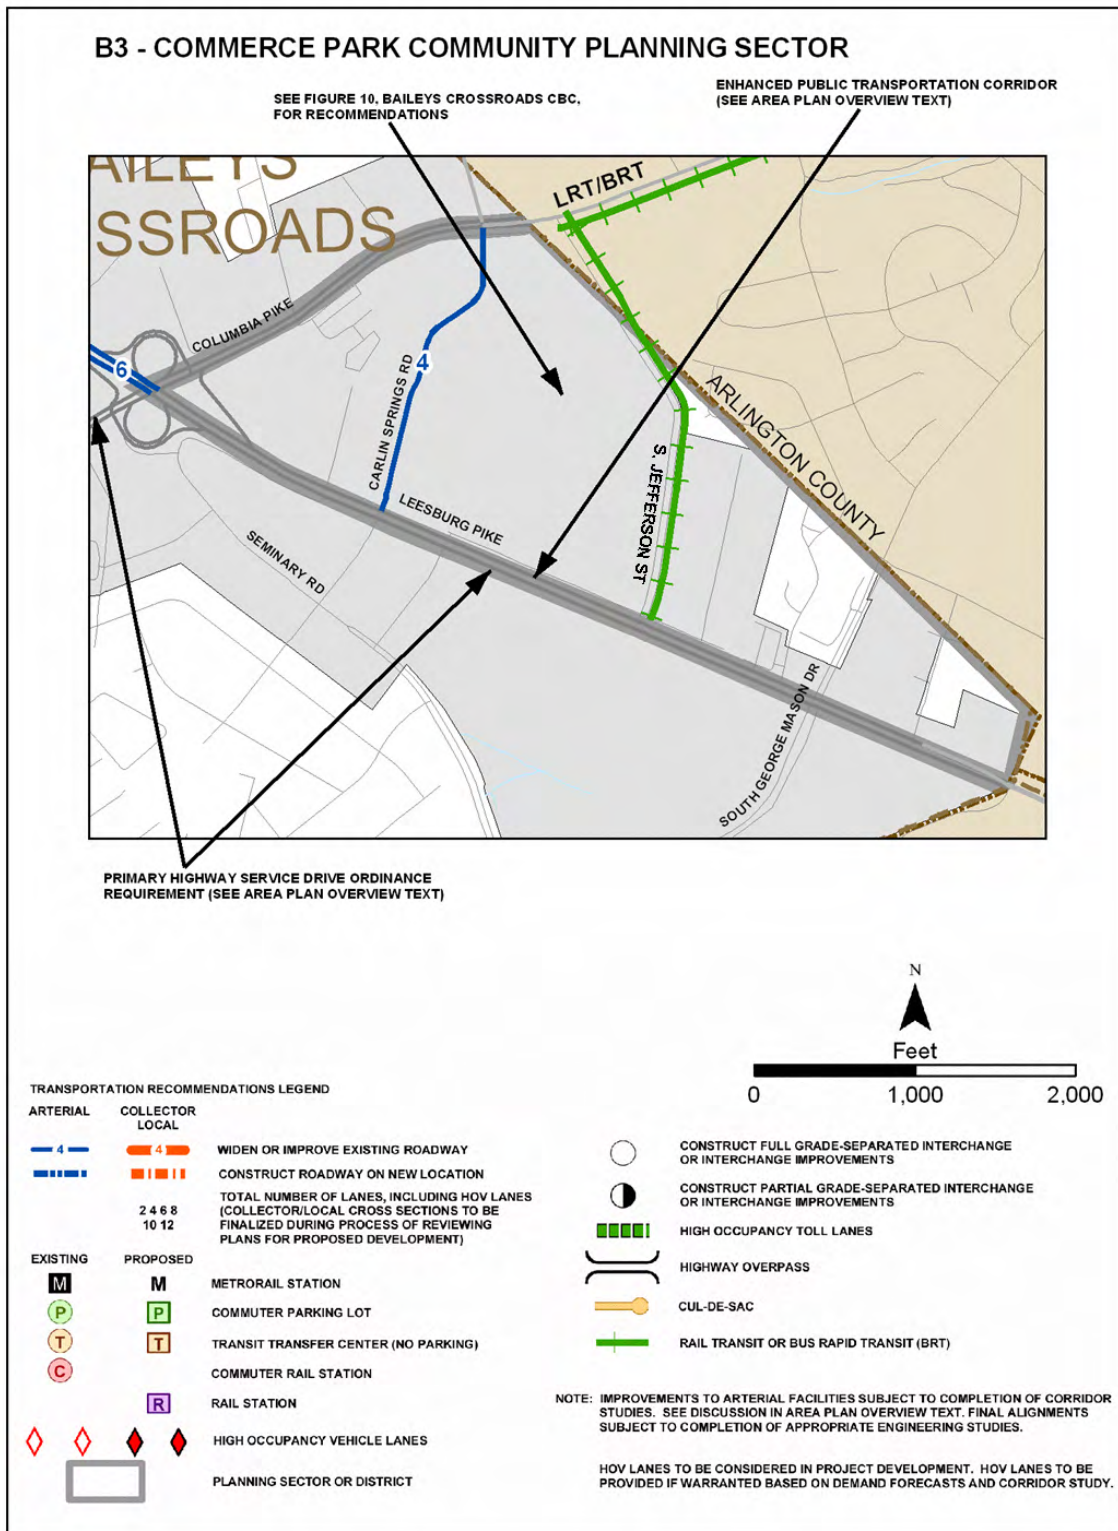 B3 - COMMERCE PARK COMMUNITY PLANNING SECTOR
SEE FIGURE 10, BAILEYS CROSSROADS CBC,
FOR RECOMMENDATIONS
ENHANCED PUBLIC TRANSPORTATION CORRIDOR
(SEE AREA PLAN OVERVIEW TEXT)
AILEYS
SSROADS
LRT/BRT
COLUMBIA PIKE
6
4
CARLIN SPRINGS RD
ARLINGTON COUNTY
S. JEFFERSON ST
LEESBURG PIKE
SEMINARY RD
SOUTH GEORGE MASON DR
PRIMARY HIGHWAY SERVICE DRIVE ORDINANCE
REQUIREMENT (SEE AREA PLAN OVERVIEW TEXT)
N
Feet
0 1,000 2,000
TRANSPORTATION RECOMMENDATIONS LEGEND
ARTERIAL COLLECTOR
LOCAL
4 4 WIDEN OR IMPROVE EXISTING ROADWAY
CONSTRUCT ROADWAY ON NEW LOCATION
TOTAL NUMBER OF LANES, INCLUDING HOV LANES
2 4 6 8 (COLLECTOR/LOCAL CROSS SECTIONS TO BE
10 12 FINALIZED DURING PROCESS OF REVIEWING
PLANS FOR PROPOSED DEVELOPMENT)
EXISTING PROPOSED
M M METRORAIL STATION
P P COMMUTER PARKING LOT
T T TRANSIT TRANSFER CENTER (NO PARKING)
C COMMUTER RAIL STATION
R RAIL STATION
HIGH OCCUPANCY VEHICLE LANES
PLANNING SECTOR OR DISTRICT
CONSTRUCT FULL GRADE-SEPARATED INTERCHANGE
OR INTERCHANGE IMPROVEMENTS
CONSTRUCT PARTIAL GRADE-SEPARATED INTERCHANGE
OR INTERCHANGE IMPROVEMENTS
HIGH OCCUPANCY TOLL LANES
HIGHWAY OVERPASS
CUL-DE-SAC
RAIL TRANSIT OR BUS RAPID TRANSIT (BRT)
NOTE: IMPROVEMENTS TO ARTERIAL FACILITIES SUBJECT TO COMPLETION OF CORRIDOR
STUDIES. SEE DISCUSSION IN AREA PLAN OVERVIEW TEXT. FINAL ALIGNMENTS
SUBJECT TO COMPLETION OF APPROPRIATE ENGINEERING STUDIES.
HOV LANES TO BE CONSIDERED IN PROJECT DEVELOPMENT. HOV LANES TO BE
PROVIDED IF WARRANTED BASED ON DEMAND FORECASTS AND CORRIDOR STUDY.